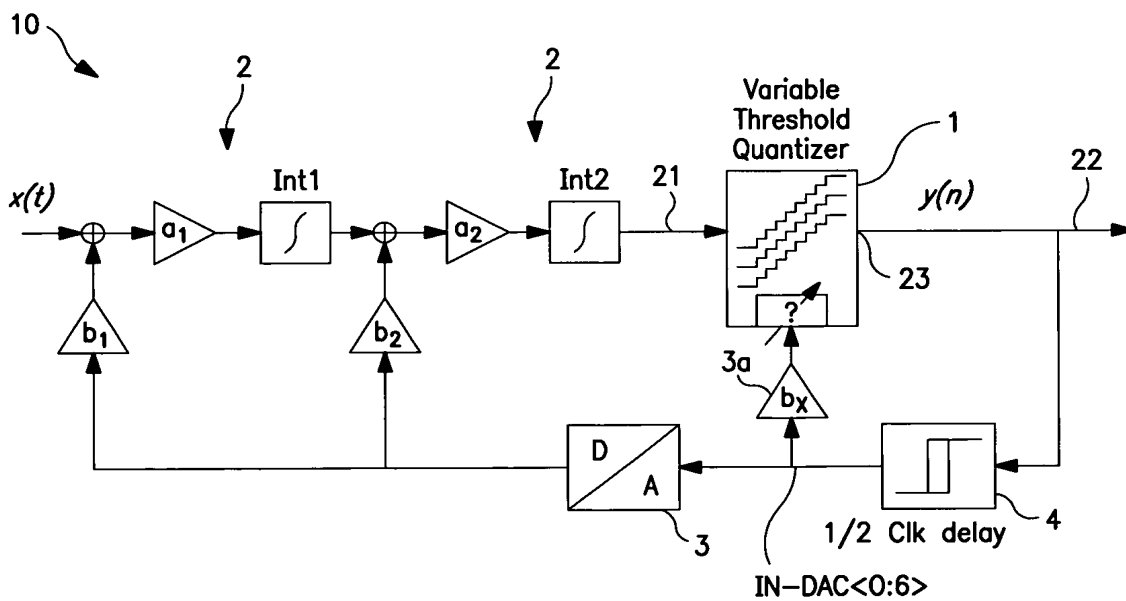 10
2
2
Variable
Threshold
Quantizer
1
x(t)
Int1
Int2
21
y(n)
22
a1
a2
23
b1
b2
?
3a
bX
D
A
3
4
1/2 Clk delay
IN-DAC<0:6>